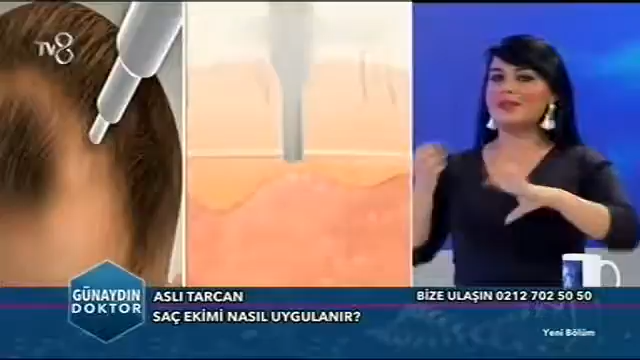 TV8
GÜNAYDIN
DOKTOR
ASLI TARCAN
BİZE ULAŞIN 0212 702 50 50
SAÇ EKİMİ NASIL UYGULANIR?
Yeni Bölüm